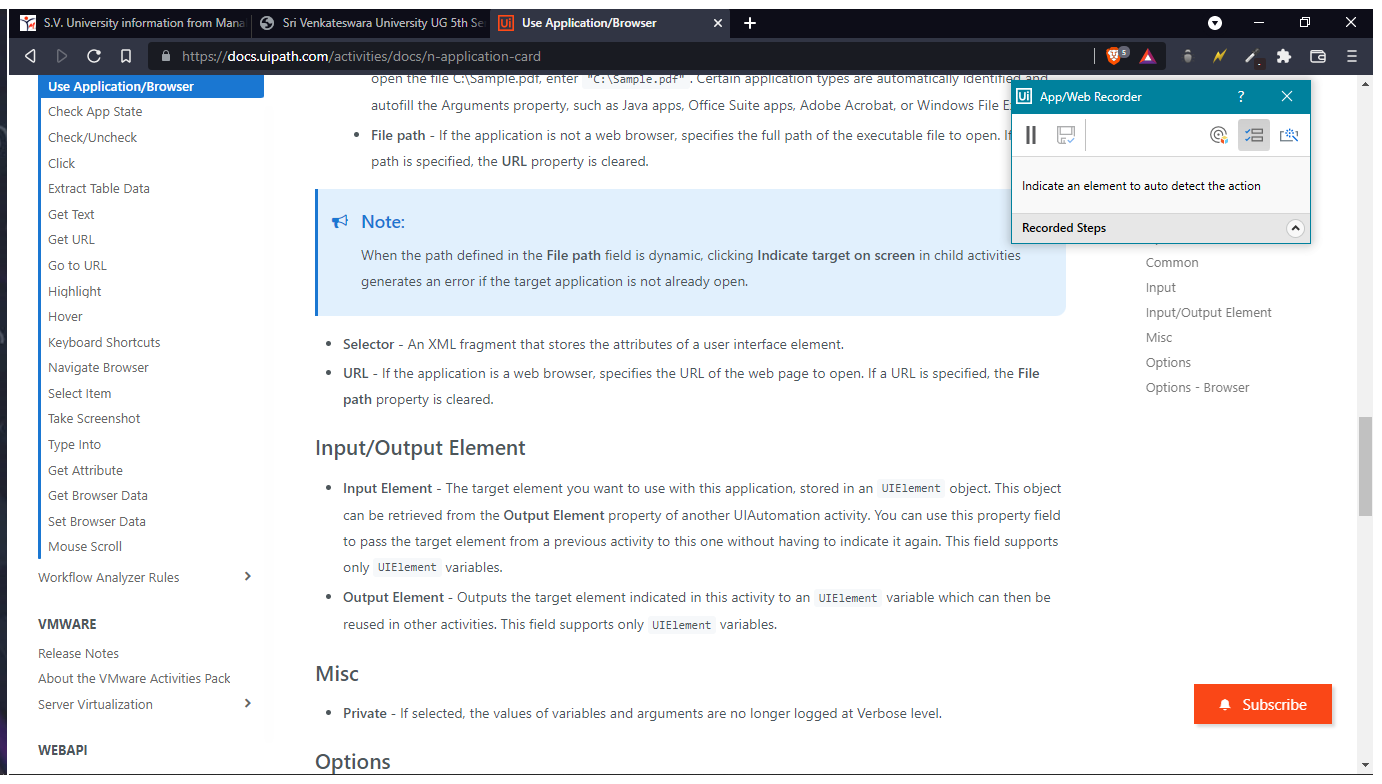 S.V. University information from Mana
Sri Venkateswara University UG 5th Se
Ui Use Application/Browser
https://docs.uipath.com/activities/docs/n-application-card
5
Use Application/Browser
Check App State
Check/Uncheck
Click
Extract Table Data
Get Text
Get URL
Go to URL
Highlight
Hover
Keyboard Shortcuts
Navigate Browser
Select Item
Take Screenshot
Type Into
Get Attribute
Get Browser Data
Set Browser Data
Mouse Scroll
Workflow Analyzer Rules
VMWARE
Release Notes
About the VMware Activities Pack
Server Virtualization
WEBAPI
open the file C:\Sample.pdf, enter "C:\Sample.pdf" . Certain application types are automatically identified and
autofill the Arguments property, such as Java apps, Office Suite apps, Adobe Acrobat, or Windows File E
• File path - If the application is not a web browser, specifies the full path of the executable file to open. If
path is specified, the URL property is cleared.
Note:
When the path defined in the File path field is dynamic, clicking Indicate target on screen in child activities
generates an error if the target application is not already open.
• Selector - An XML fragment that stores the attributes of a user interface element.
• URL - If the application is a web browser, specifies the URL of the web page to open. If a URL is specified, the File
path property is cleared.
Input/Output Element
• Input Element - The target element you want to use with this application, stored in an UIElement object. This object
can be retrieved from the Output Element property of another UIAutomation activity. You can use this property field
to pass the target element from a previous activity to this one without having to indicate it again. This field supports
only UIElement variables.
• Output Element - Outputs the target element indicated in this activity to an UIElement variable which can then be
reused in other activities. This field supports only UIElement variables.
Misc
• Private - If selected, the values of variables and arguments are no longer logged at Verbose level.
Options
Ui App/Web Recorder ?
Indicate an element to auto detect the action
Recorded Steps
Common
Input
Input/Output Element
Misc
Options
Options - Browser
Subscribe